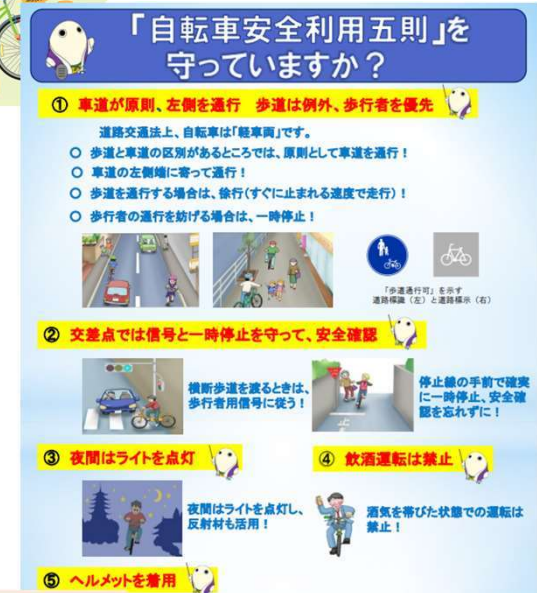 「自転車安全利用五則」を
守っていますか？
① 車道が原則、左側を通行　歩道は例外、歩行者を優先
道路交通法上、自転車は「軽車両」です。
○ 歩道と車道の区別があるところでは、原則として車道を通行！
○ 車道の左側端に寄って通行！
○ 歩道を通行する場合は、徐行(すぐに止まれる速度で走行)！
○ 歩行者の通行を妨げる場合は、一時停止！
「歩道通行可」を示す
道路標識（左）と道路標示（右）
② 交差点では信号と一時停止を守って、安全確認
横断歩道を渡るときは、
歩行者用信号に従う！
停止線の手前で確実
に一時停止、安全確
認を忘れずに！
③ 夜間はライトを点灯
夜間はライトを点灯し、
反射材も活用！
④ 飲酒運転は禁止
酒気を帯びた状態での運転は
禁止！
⑤ ヘルメットを着用